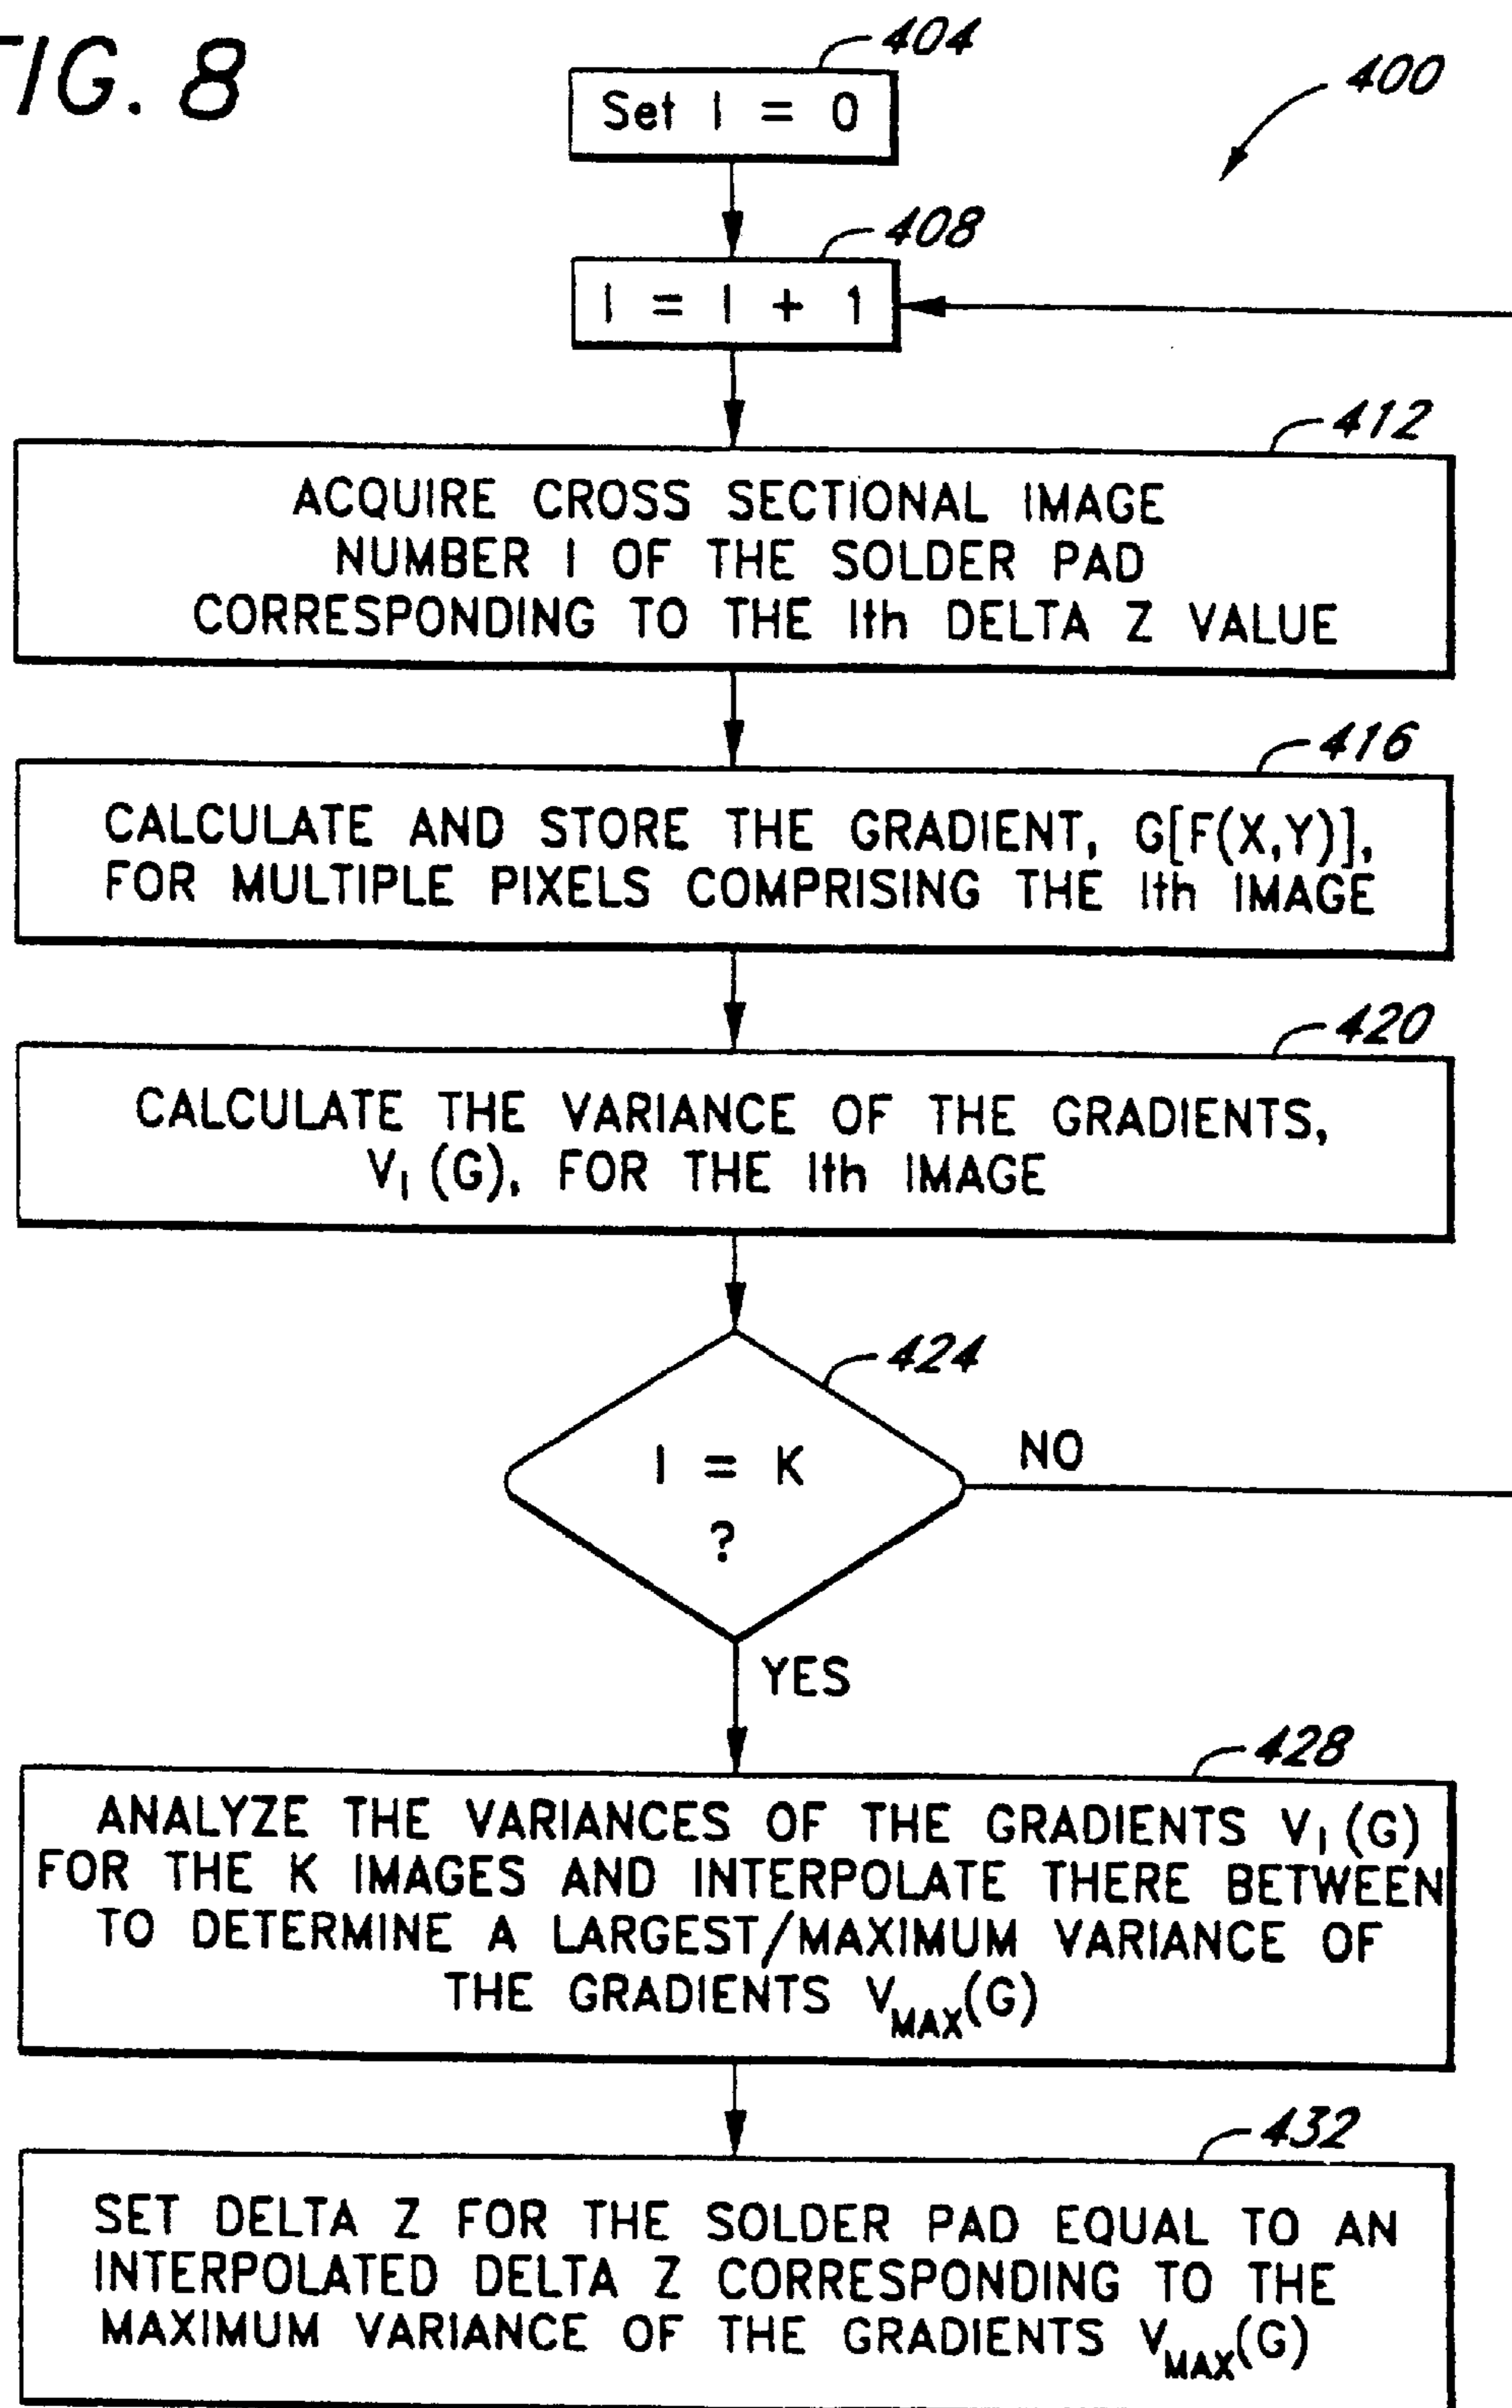 FIG. 8
404
400
Set I = 0
408
I = I + 1
412
ACQUIRE CROSS SECTIONAL IMAGE
NUMBER I OF THE SOLDER PAD
CORRESPONDING TO THE Ith DELTA Z VALUE
416
CALCULATE AND STORE THE GRADIENT, G[F(X,Y)],
FOR MULTIPLE PIXELS COMPRISING THE Ith IMAGE
420
CALCULATE THE VARIANCE OF THE GRADIENTS,
V_I (G), FOR THE Ith IMAGE
424
I = K
?
NO
YES
428
ANALYZE THE VARIANCES OF THE GRADIENTS V_I (G)
FOR THE K IMAGES AND INTERPOLATE THERE BETWEEN
TO DETERMINE A LARGEST/MAXIMUM VARIANCE OF
THE GRADIENTS V_MAX(G)
432
SET DELTA Z FOR THE SOLDER PAD EQUAL TO AN
INTERPOLATED DELTA Z CORRESPONDING TO THE
MAXIMUM VARIANCE OF THE GRADIENTS V_MAX(G)